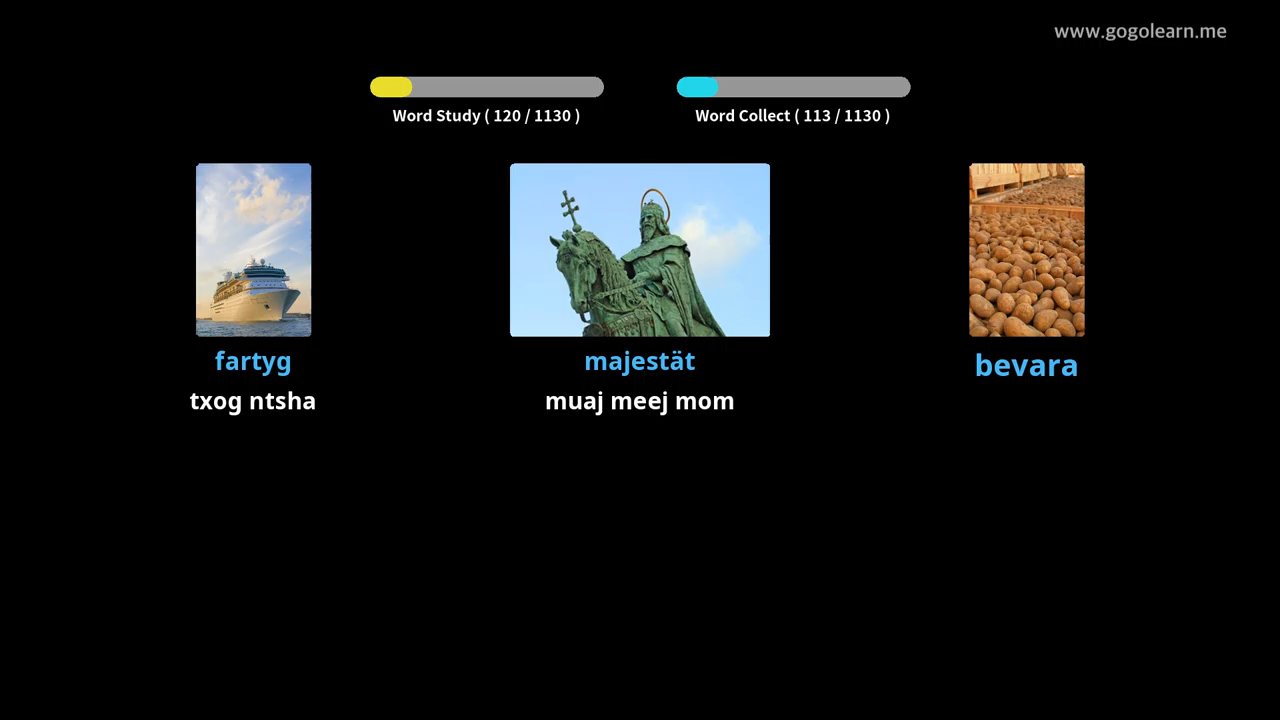 www.gogolearn.me
Word Study ( 120 / 1130 )
Word Collect ( 113 / 1130 )
fartyg
txog ntsha
majestät
muaj meej mom
bevara